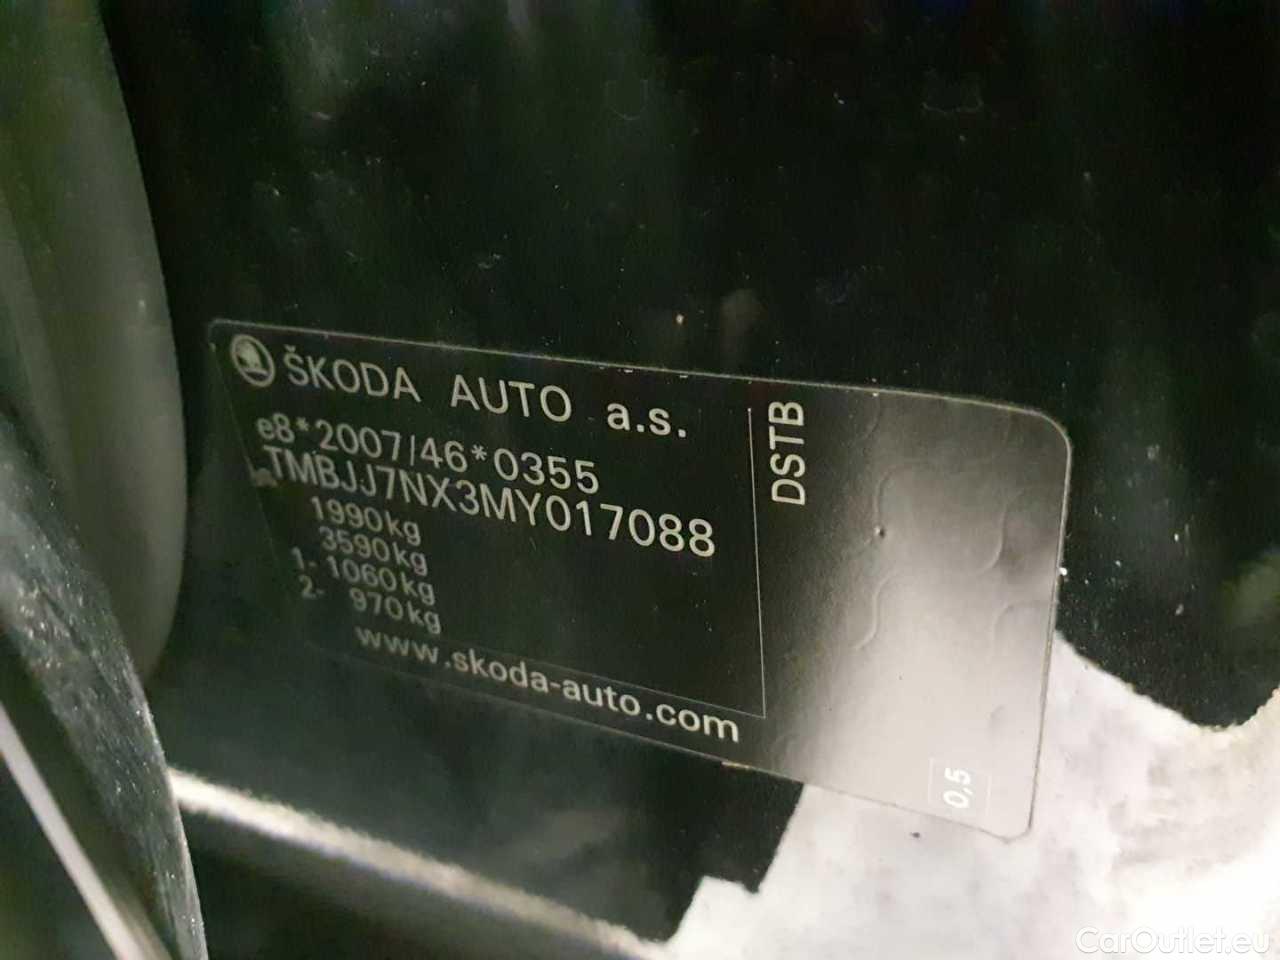 ŠKODA AUTO a.s.
e8*2007/46*0355
TMBJJ7NX3MY017088
1990kg
3590kg
1- 1060kg
2- 970kg
www.skoda-auto.com
DSTB
0,5
CarOutlet.eu